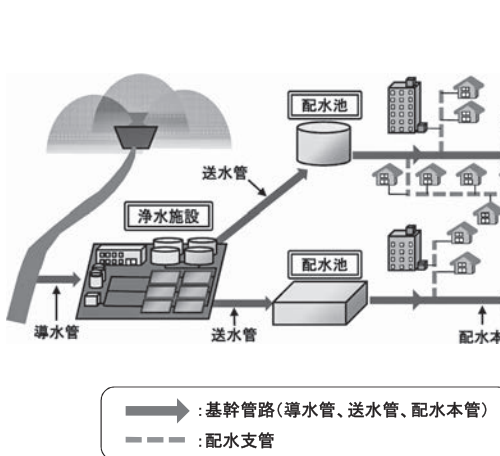 配水池
送水管
浄水施設
配水池
導水管
送水管
配水本
:基幹管路(導水管、送水管、配水本管)
:配水支管